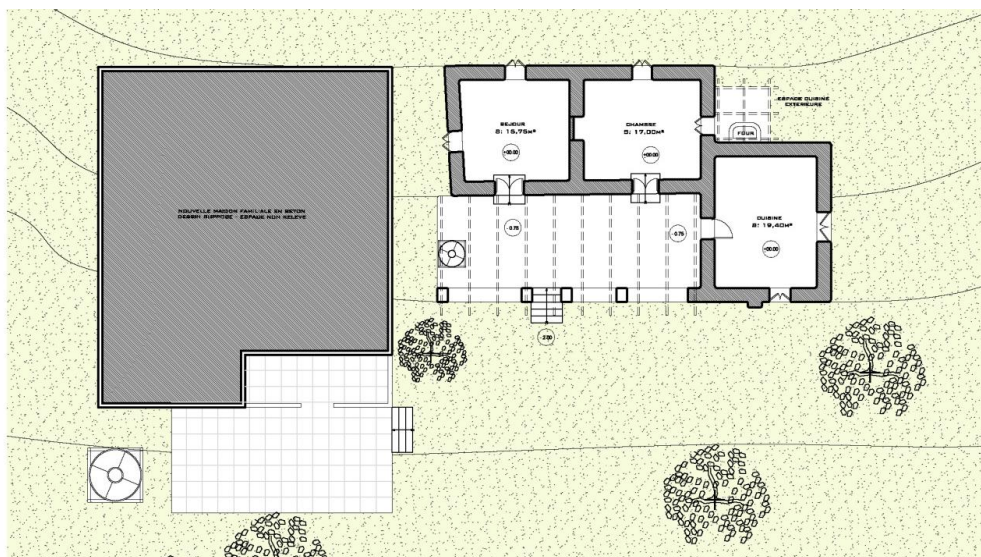 NOUVELLE MAISON FAMILIALE EN BETON
DESSIN SUPPOSE - ESPACE NON RELEVE
SEJOUR
S: 15,75M²
+00.00
CHAMBRE
S: 17,00M²
+00.00
ESPACE CUISINE
EXTERIEURE
FOUR
CUISINE
S: 19,40M²
+00.00
-0.75
-0.75
-2.00